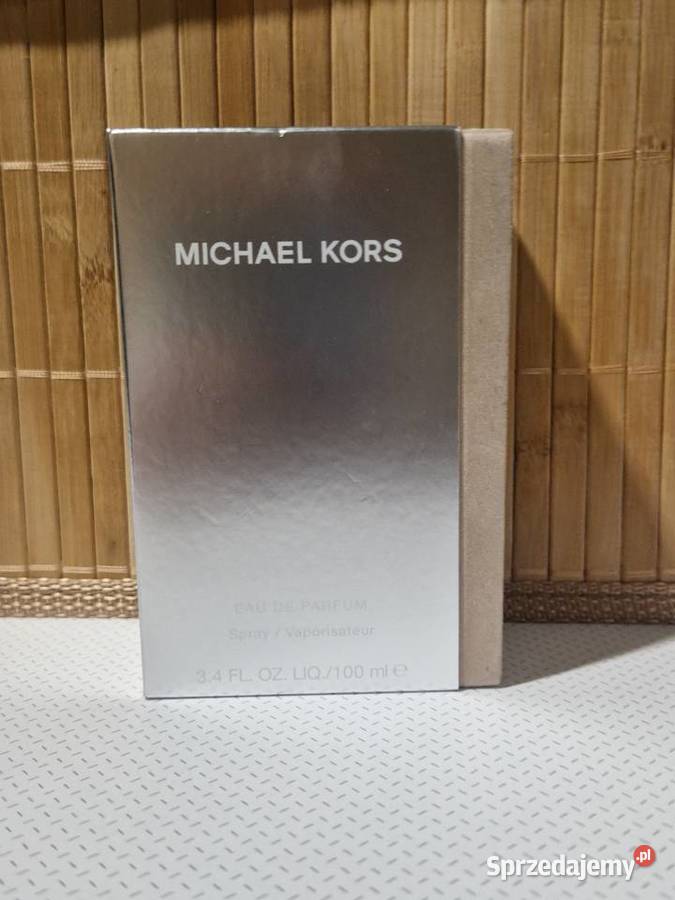 MICHAEL KORS
EAU DE PARFUM
Spray / Vaporisateur
3.4 FL. OZ. LIQ./100 ml ℮
Sprzedajemy.pl